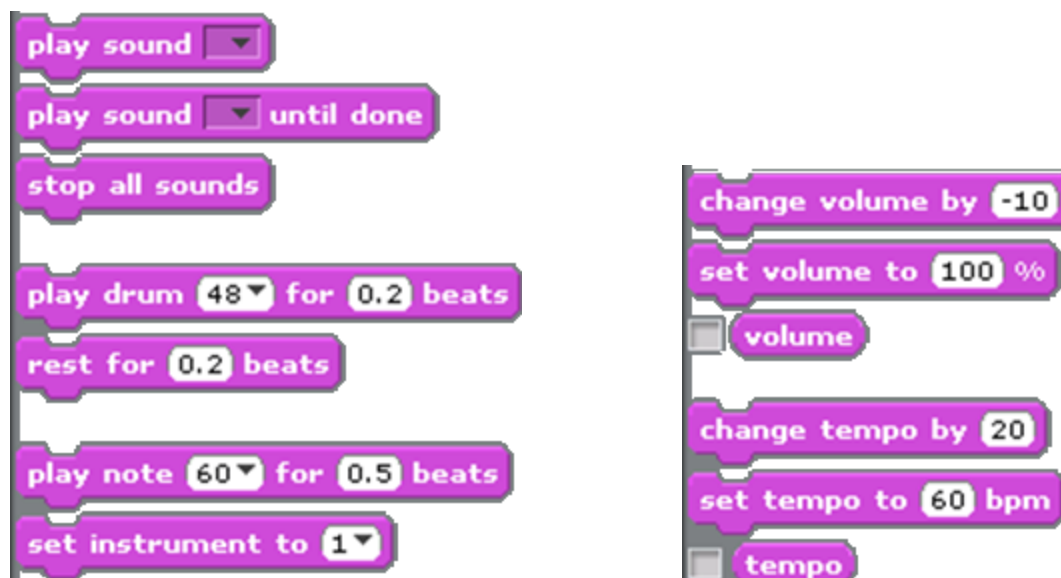 play sound
play sound until done
stop all sounds
play drum 48 for 0.2 beats
rest for 0.2 beats
play note 60 for 0.5 beats
set instrument to 1
change volume by -10
set volume to 100 %
volume
change tempo by 20
set tempo to 60 bpm
tempo